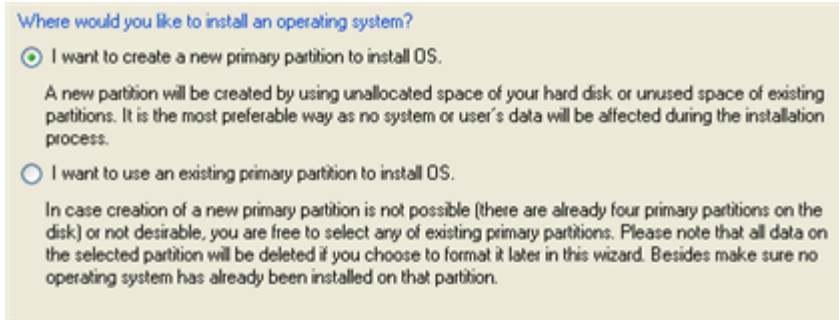 Where would you like to install an operating system?
I want to create a new primary partition to install OS.
A new partition will be created by using unallocated space of your hard disk or unused space of existing
partitions. It is the most preferable way as no system or user's data will be affected during the installation
process.
I want to use an existing primary partition to install OS.
In case creation of a new primary partition is not possible (there are already four primary partitions on the
disk) or not desirable, you are free to select any of existing primary partitions. Please note that all data on
the selected partition will be deleted if you choose to format it later in this wizard. Besides make sure no
operating system has already been installed on that partition.